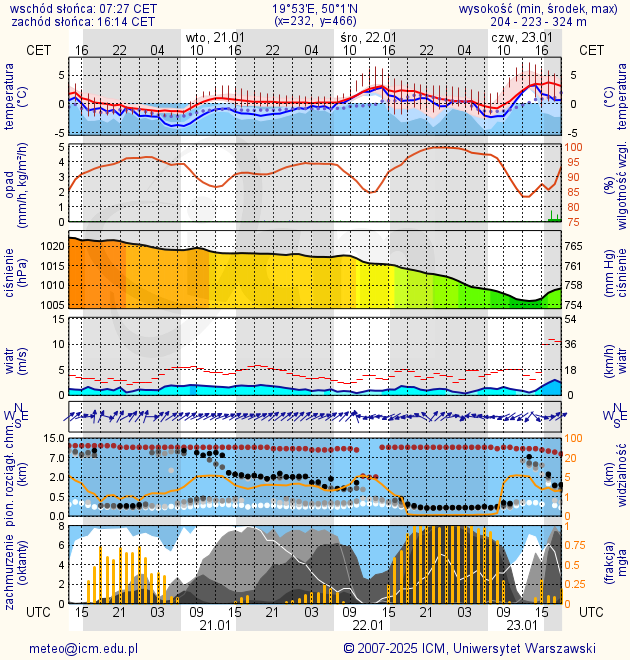 wschód słońca: 07:27 CET 19°53'E, 50°1'N wysokość (min, środek, max)
zachód słońca: 16:14 CET (x=232, y=466) 204 - 223 - 324 m
wto, 21.01 śro, 22.01 czw, 23.01
CET 16 22 04 10 16 22 04 10 16 22 04 10 16 CET
temperatura
(°C)
5
0
-5
5
0
-5
temperatura
(°C)
opad
(mm/h, kg/m²/h)
5
4
3
2
1
0
100
95
90
85
80
75
(%)
wilgotność wzgl.
ciśnienie
(hPa)
1020
1015
1010
1005
765
761
758
754
(mm Hg)
ciśnienie
wiatr
(m/s)
15
10
5
0
54
36
18
0
(km/h)
wiatr
N
W E
S
N
W E
S
pion. rozciągł. chm.
(km)
15.0
7.0
2.0
0.5
0.0
100
20
5
1
0
(km)
widzialność
zachmurzenie
(oktanty)
8
6
4
2
0
1
0.75
0.5
0.25
0
(frakcja)
mgła
UTC 15 21 03 09 15 21 03 09 15 21 03 09 15 UTC
21.01 22.01 23.01
meteo@icm.edu.pl © 2007-2025 ICM, Uniwersytet Warszawski